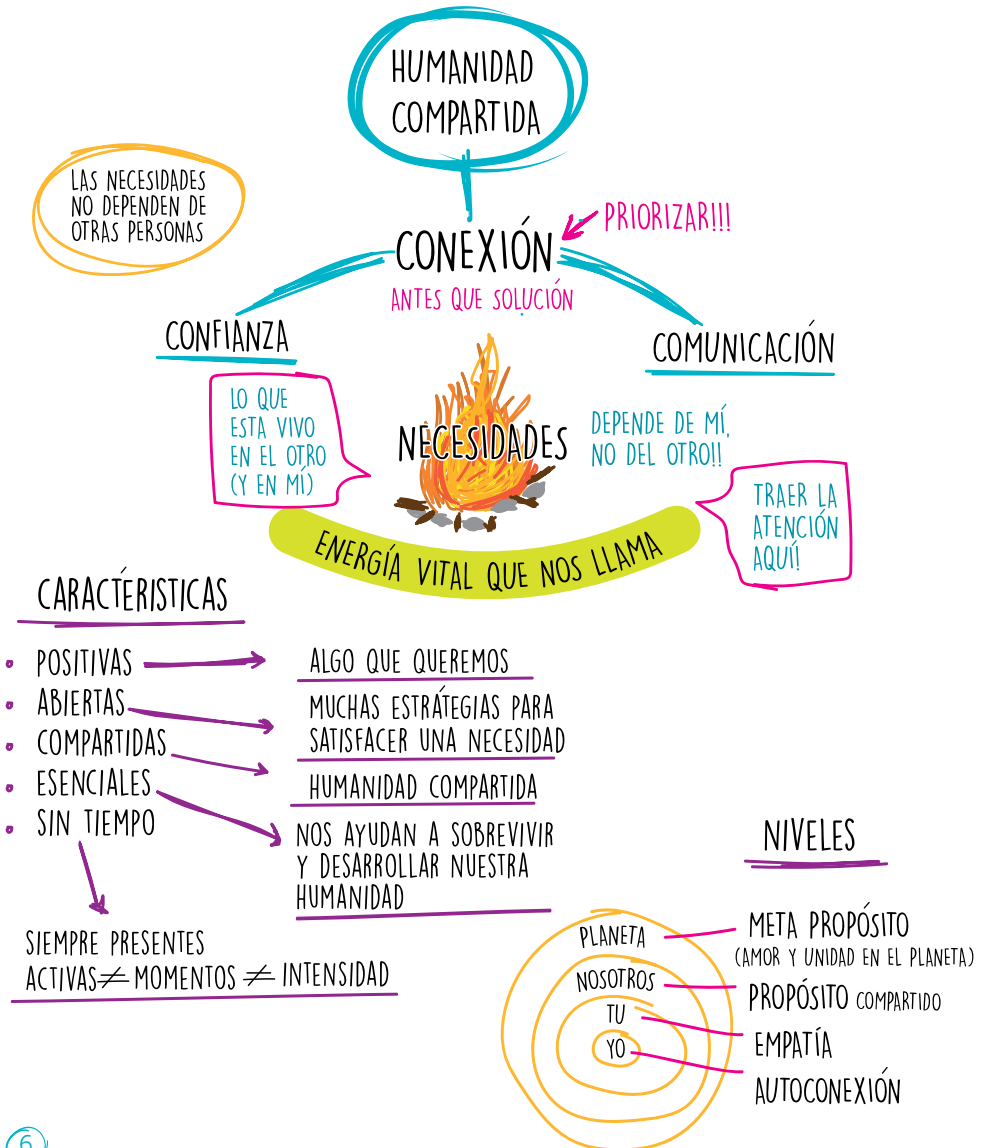 HUMANIDAD
COMPARTIDA
LAS NECESIDADES
NO DEPENDEN DE
OTRAS PERSONAS
CONEXIÓN
PRIORIZAR!!!
ANTES QUE SOLUCIÓN
CONFIANZA
COMUNICACIÓN
LO QUE
ESTA VIVO
EN EL OTRO
(Y EN MÍ)
NECESIDADES
DEPENDE DE MÍ,
NO DEL OTRO!!
TRAER LA
ATENCIÓN
AQUÍ!
ENERGÍA VITAL QUE NOS LLAMA
CARACTÉRISTICAS
• POSITIVAS
• ABIERTAS
• COMPARTIDAS
• ESENCIALES
• SIN TIEMPO
ALGO QUE QUEREMOS
MUCHAS ESTRÁTEGIAS PARA
SATISFACER UNA NECESIDAD
HUMANIDAD COMPARTIDA
NOS AYUDAN A SOBREVIVIR
Y DESARROLLAR NUESTRA
HUMANIDAD
SIEMPRE PRESENTES
ACTIVAS ≠ MOMENTOS ≠ INTENSIDAD
NIVELES
PLANETA
NOSOTROS
TU
YO
META PROPÓSITO
(AMOR Y UNIDAD EN EL PLANETA)
PROPÓSITO COMPARTIDO
EMPATÍA
AUTOCONEXIÓN
6